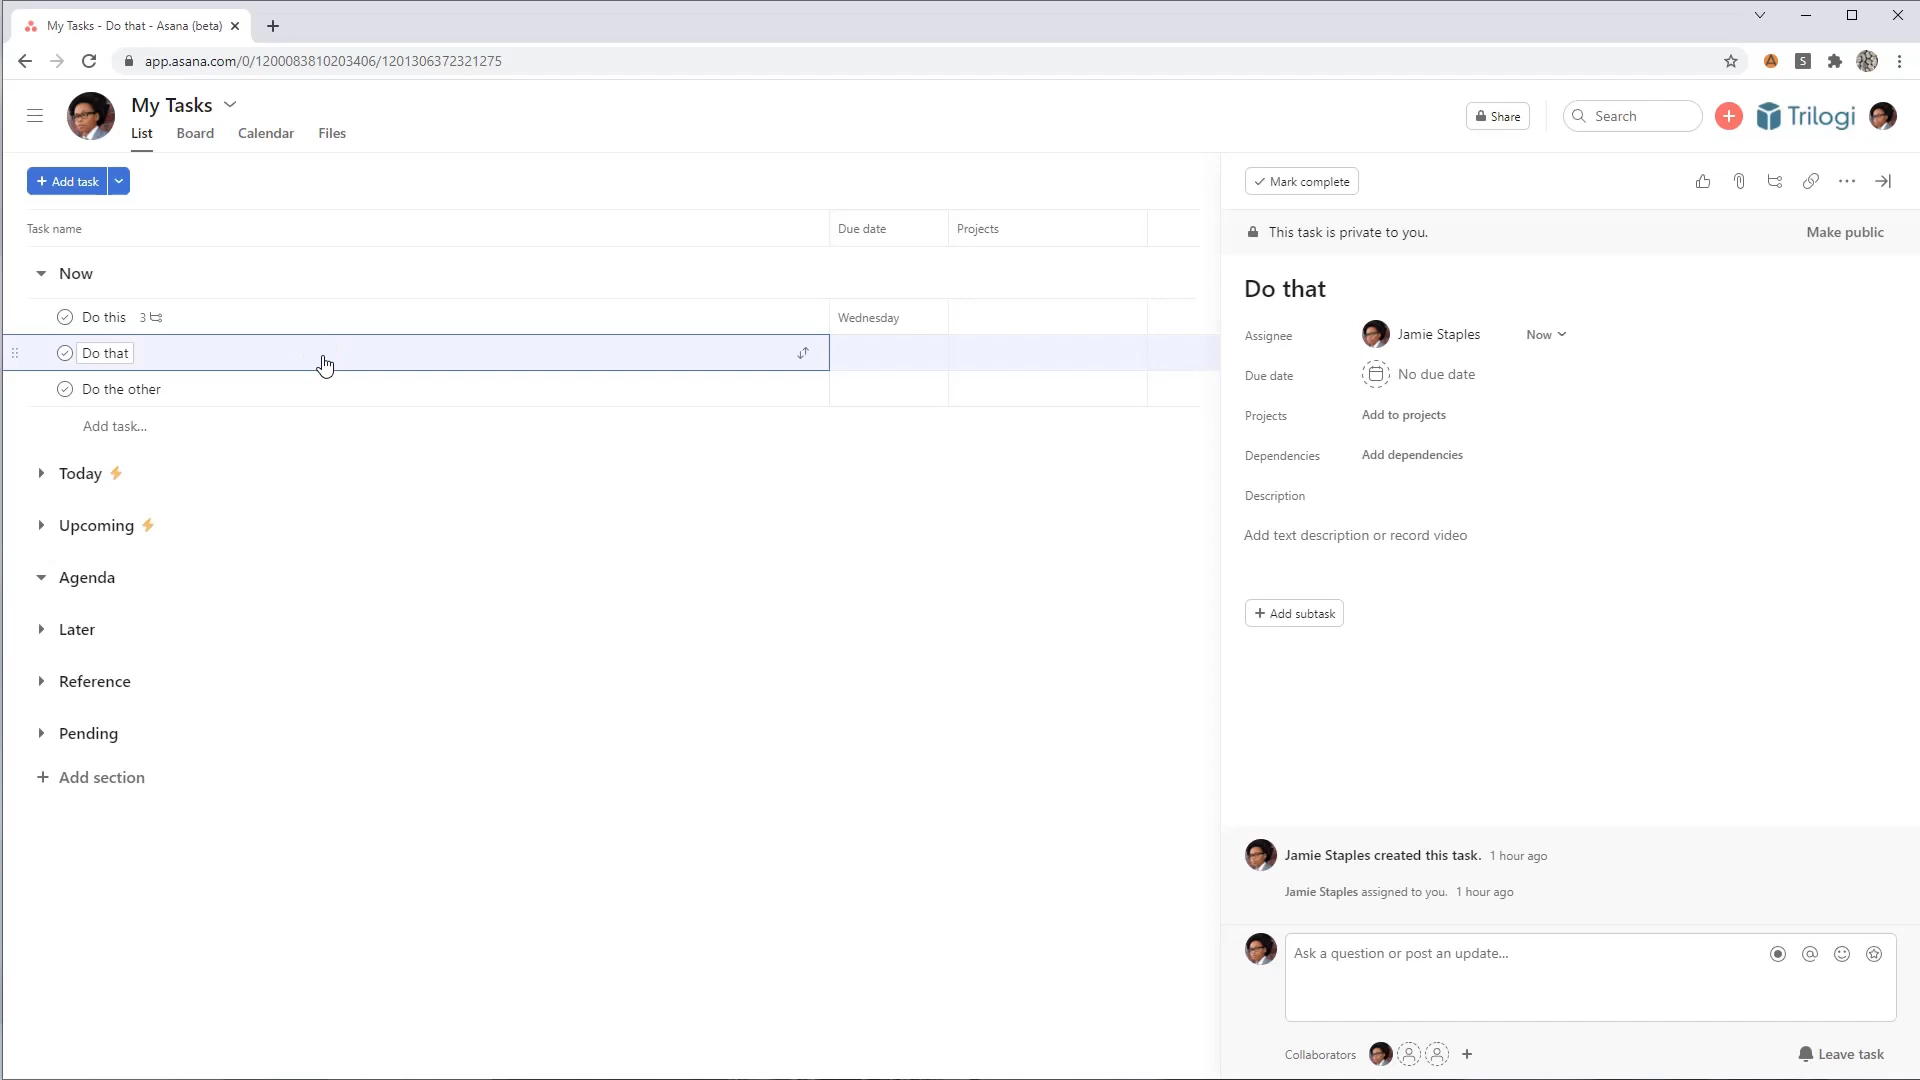 My Tasks - Do that - Asana (beta)
app.asana.com/0/1200083810203406/1201306372321275
S
My Tasks
List Board Calendar Files
Share
Search
Trilogi
Add task
Task name Due date Projects
Now
Do this 3 Wednesday
Do that
Do the other
Add task...
Today
Upcoming
Agenda
Later
Reference
Pending
Add section
Mark complete
This task is private to you. Make public
Do that
Assignee Jamie Staples Now
Due date No due date
Projects Add to projects
Dependencies Add dependencies
Description
Add text description or record video
Add subtask
Jamie Staples created this task. 1 hour ago
Jamie Staples assigned to you. 1 hour ago
Ask a question or post an update...
Collaborators Leave task